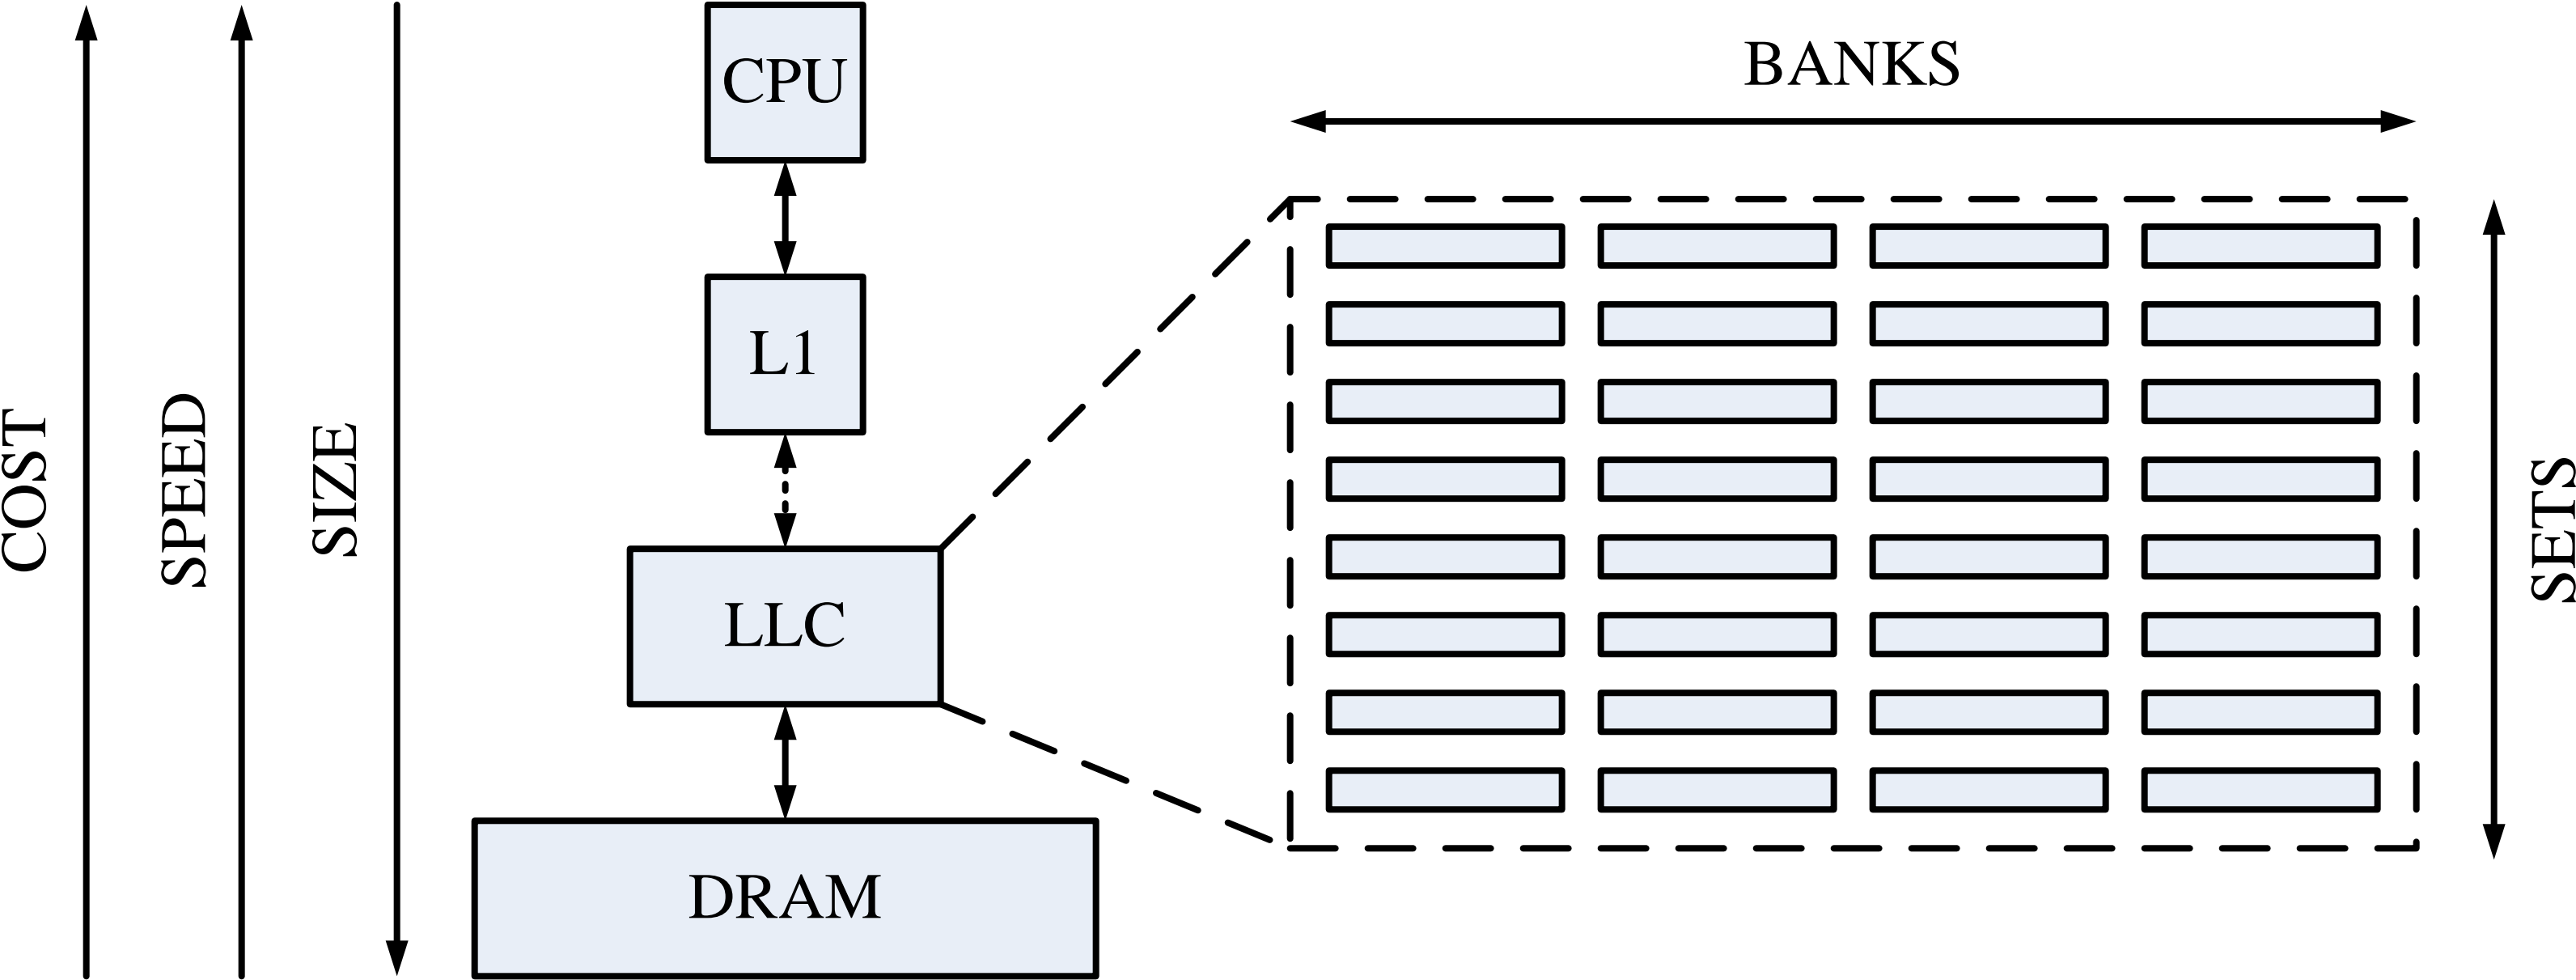 COST
SPEED
SIZE
CPU
L1
LLC
DRAM
BANKS
SETS